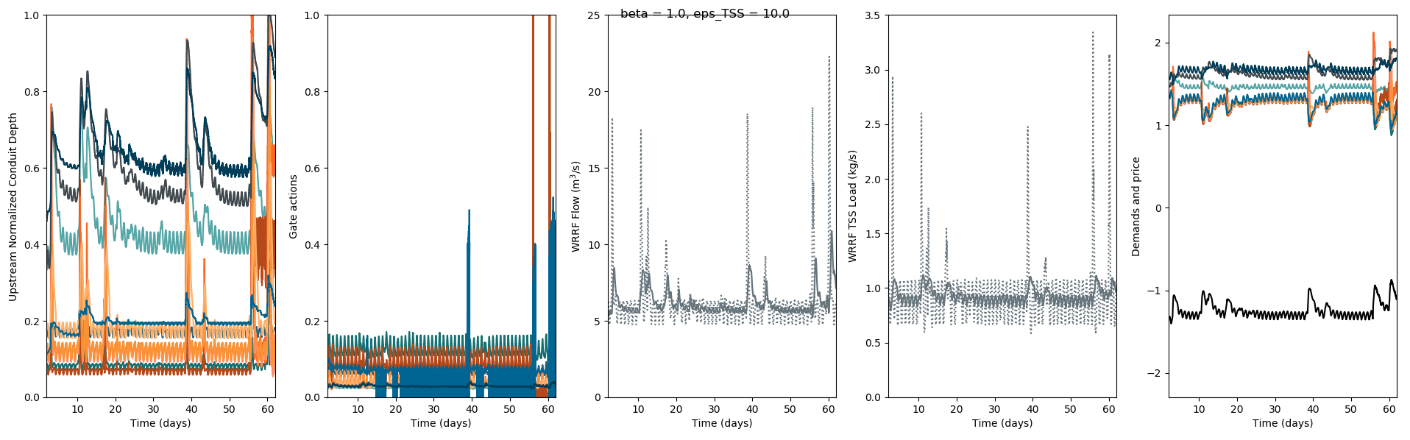 beta = 1.0, eps_TSS = 10.0
Upstream Normalized Conduit Depth
1.0
0.8
0.6
0.4
0.2
0.0
10 20 30 40 50 60
Time (days)
Gate actions
1.0
0.8
0.6
0.4
0.2
0.0
10 20 30 40 50 60
Time (days)
WRRF Flow (m³/s)
25
20
15
10
5
0
10 20 30 40 50 60
Time (days)
WRRF TSS Load (kg/s)
3.5
3.0
2.5
2.0
1.5
1.0
0.5
0.0
10 20 30 40 50 60
Time (days)
Demands and price
2
1
0
−1
−2
10 20 30 40 50 60
Time (days)